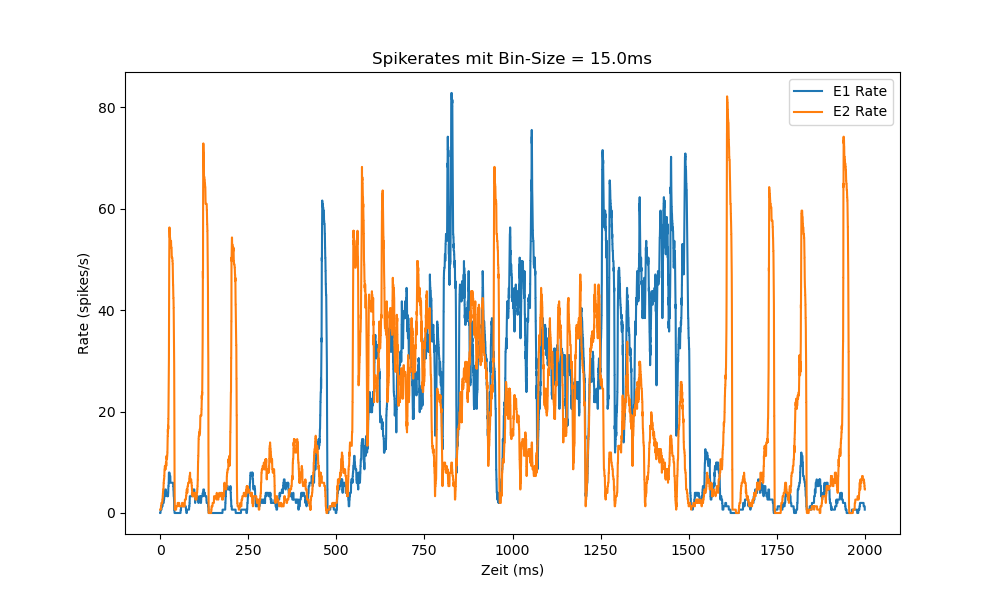 Spikerates mit Bin-Size = 15.0ms
E1 Rate
E2 Rate
80
60
40
20
0
Rate (spikes/s)
0 250 500 750 1000 1250 1500 1750 2000
Zeit (ms)